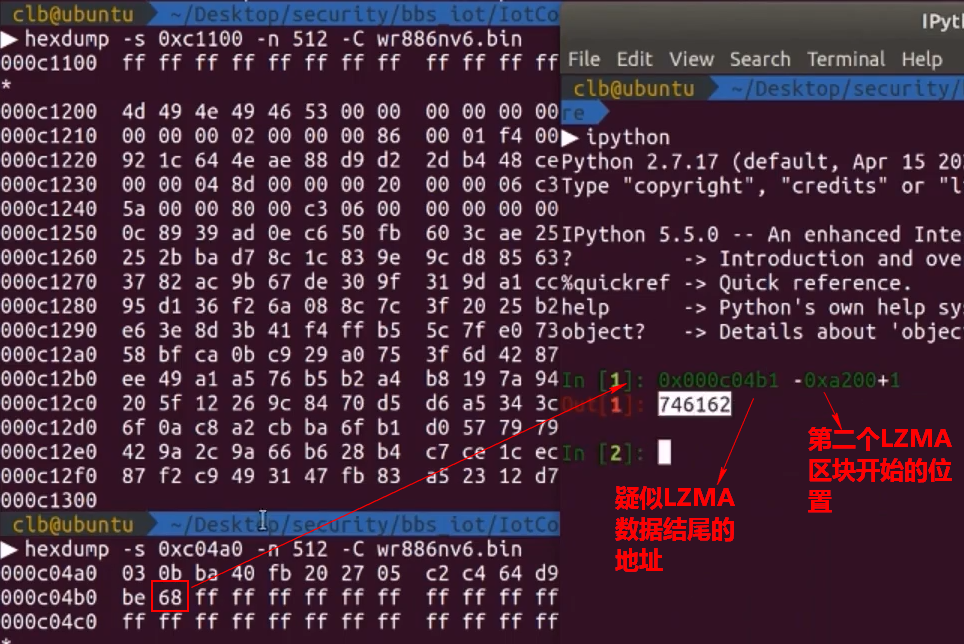 clb@ubuntu ~/Desktop/security/bbs_iot/IotCo
▶ hexdump -s 0xc1100 -n 512 -C wr886nv6.bin
000c1100 ff ff ff ff ff ff ff ff ff ff ff ff ff
*
000c1200 4d 49 4e 49 46 53 00 00 00 00 00 00 00
000c1210 00 00 00 02 00 00 00 86 00 01 f4 00
000c1220 92 1c 64 4e ae 88 d9 d2 2d b4 48 ce
000c1230 00 00 04 8d 00 00 00 20 00 00 06 c3
000c1240 5a 00 00 80 00 c3 06 00 00 00 00 00
000c1250 0c 89 39 ad 0e c6 50 fb 60 3c ae 25
000c1260 25 2b ba d7 8c 1c 83 9e 9c d8 85 63
000c1270 37 82 ac 9b 67 de 30 9f 31 9d a1 cc
000c1280 95 d1 36 f2 6a 08 8c 7c 3f 20 25 b2
000c1290 e6 3e 8d 3b 41 f4 ff b5 5c 7f e0 73
000c12a0 58 bf ca 0b c9 29 a0 75 3f 6d 42 87
000c12b0 ee 49 a1 a5 76 b5 b2 a4 b8 19 7a 94
000c12c0 20 5f 12 26 9c 84 70 d5 d6 a5 34 3c
000c12d0 6f 0a c8 a2 cb ba 6f b1 d0 57 79 79
000c12e0 42 9a 2c 9a 66 b6 28 b4 c7 ce 1c ec
000c12f0 87 f2 c9 49 31 47 fb 83 a5 23 12 d7
000c1300
clb@ubuntu ~/Desktop/security/bbs_iot/IotCo
▶ hexdump -s 0xc04a0 -n 512 -C wr886nv6.bin
000c04a0 03 0b ba 40 fb 20 27 05 c2 c4 64 d9
000c04b0 be 68 ff ff ff ff ff ff ff ff ff ff
000c04c0 ff ff ff ff ff ff ff ff ff ff ff ff
*
IPyt
File Edit View Search Terminal Help
clb@ubuntu ~/Desktop/security/
re
▶ ipython
Python 2.7.17 (default, Apr 15 20
Type "copyright", "credits" or "l
IPython 5.5.0 -- An enhanced Inte
? -> Introduction and ove
%quickref -> Quick reference.
help -> Python's own help sy
object? -> Details about 'objec
In [1]: 0x000c04b1 -0xa200+1
Out[1]: 746162
In [2]:
疑似LZMA
数据结尾的
地址
第二个LZMA
区块开始的位
置